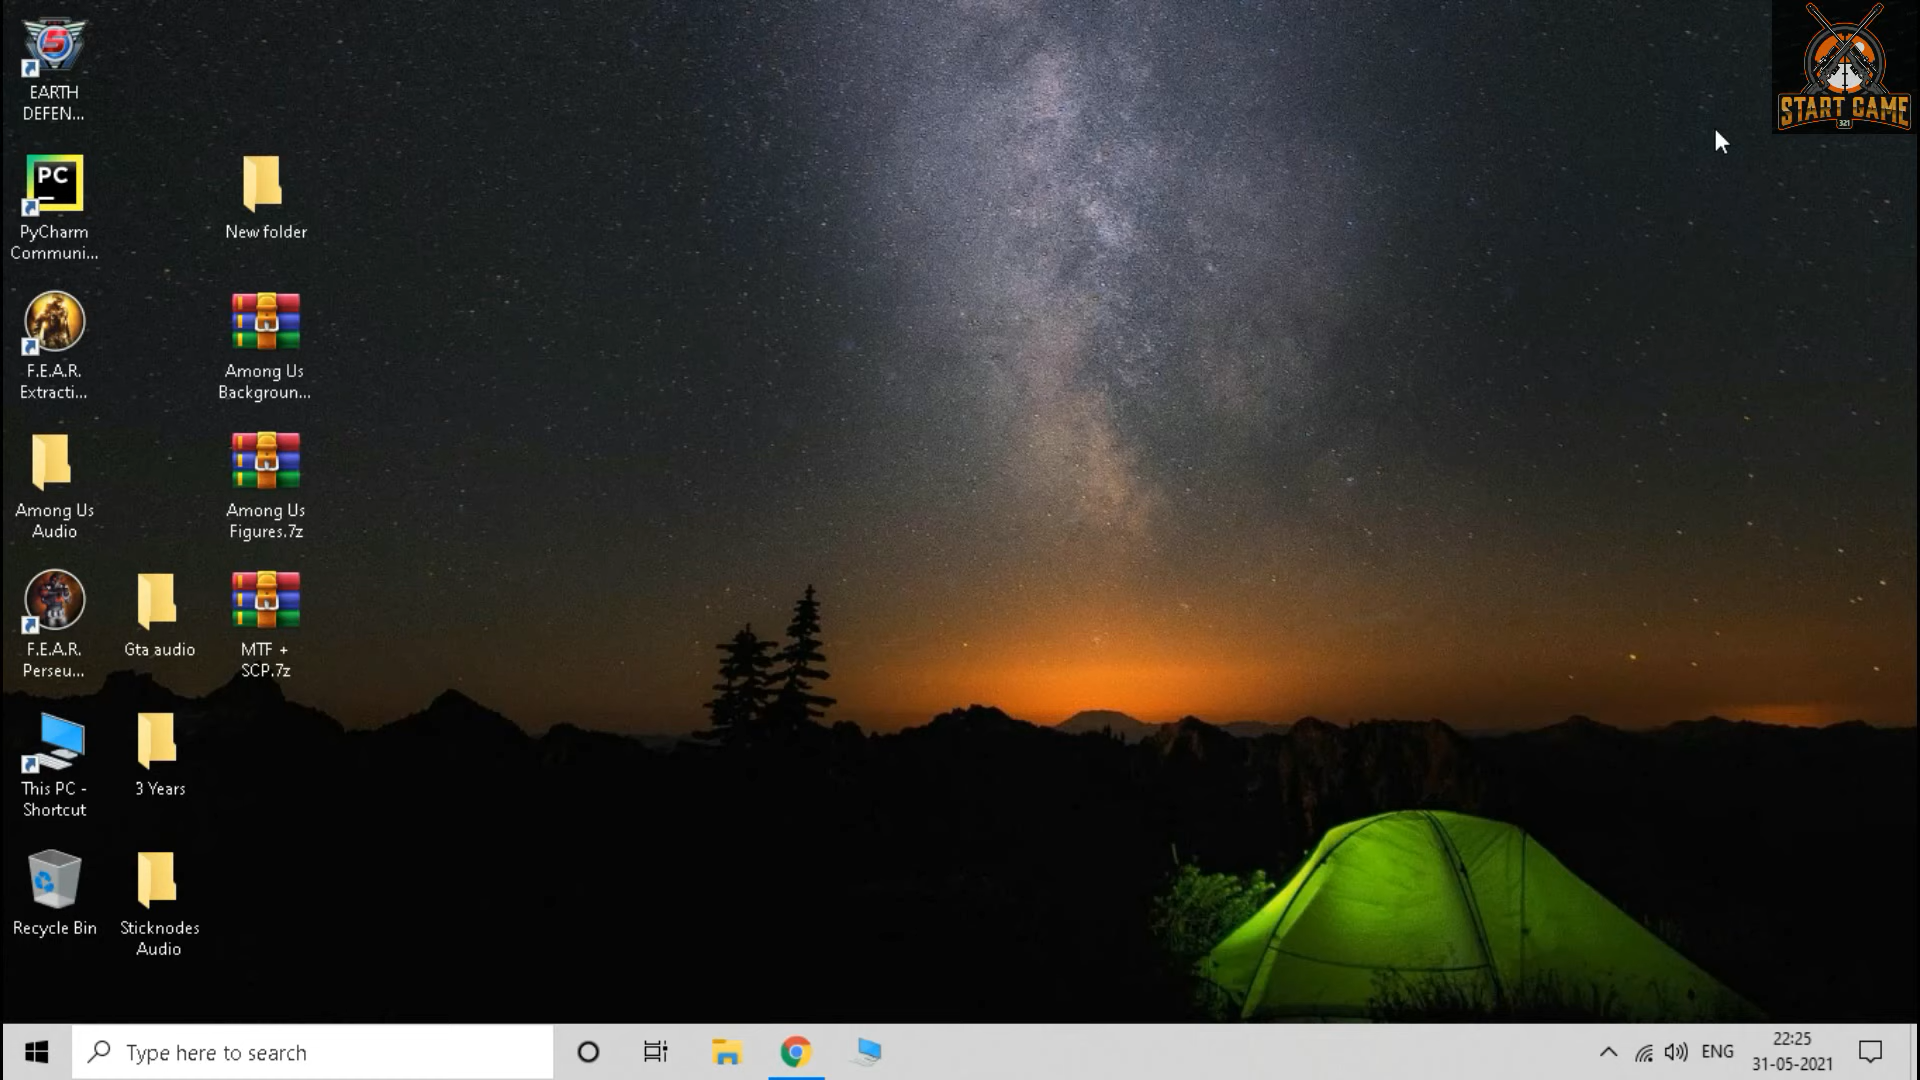 5
EARTH
DEFEN...
START GAME
321
PC
PyCharm
Communi...
New folder
F.E.A.R.
Extracti...
Among Us
Backgroun...
Among Us
Audio
Among Us
Figures.7z
F.E.A.R.
Perseu...
Gta audio
MTF +
SCP.7z
This PC -
Shortcut
3 Years
Recycle Bin
Sticknodes
Audio
Type here to search
ENG
22:25
31-05-2021